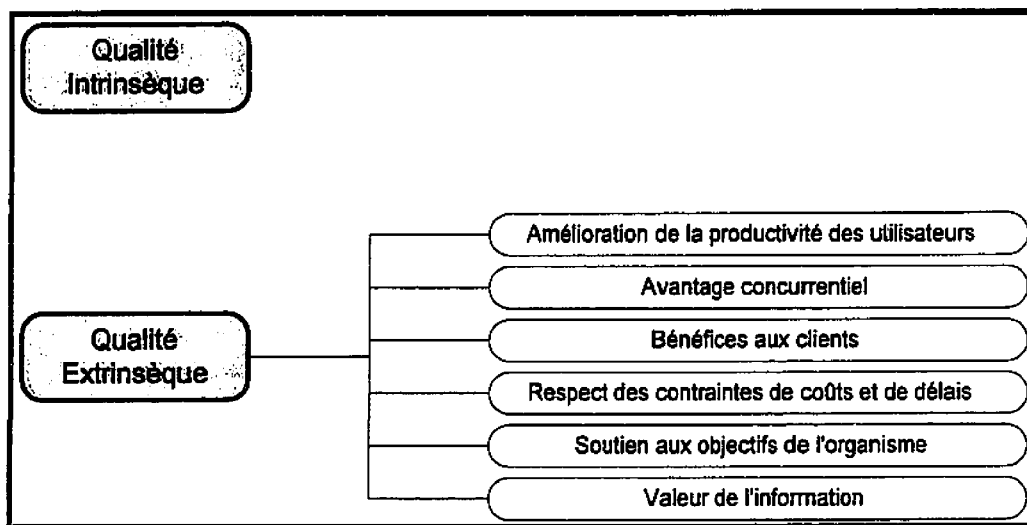 Qualité
Intrinsèque
Amélioration de la productivité des utilisateurs
Avantage concurrentiel
Bénéfices aux clients
Qualité
Extrinsèque
Respect des contraintes de coûts et de délais
Soutien aux objectifs de l'organisme
Valeur de l'information